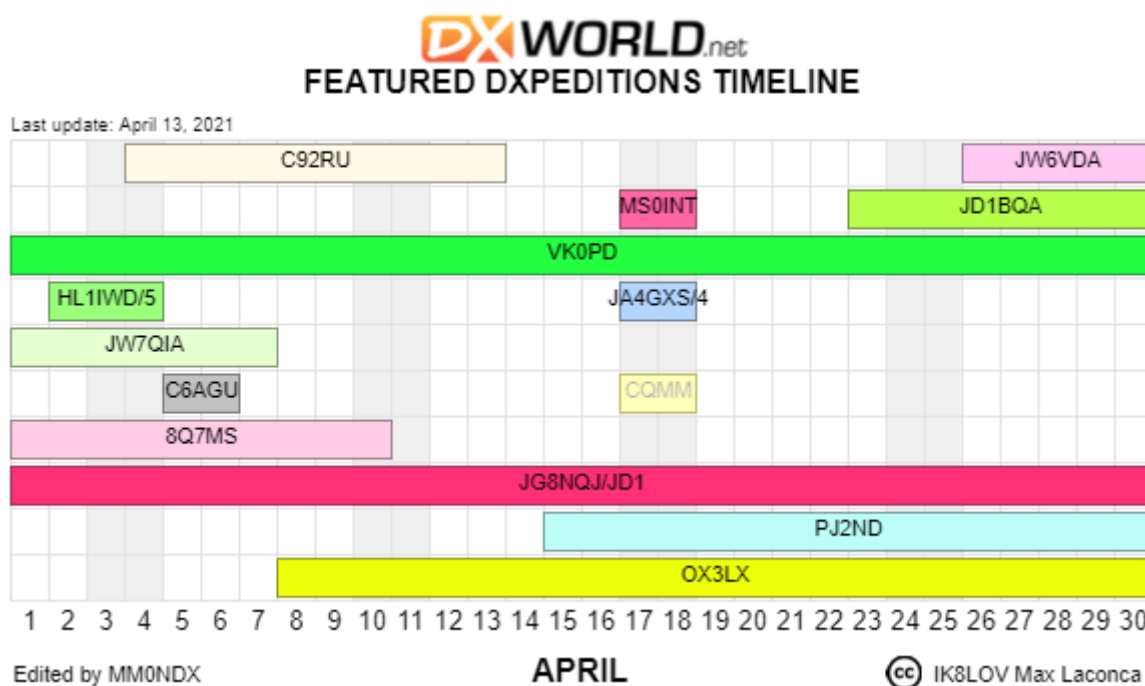 DX WORLD.net
FEATURED DXPEDITIONS TIMELINE
Last update: April 13, 2021
C92RU JW6VDA
MS0INT JD1BQA
VK0PD
HL1IWD/5 JA4GXS/4
JW7QIA
C6AGU CQMM
8Q7MS
JG8NQJ/JD1
PJ2ND
OX3LX
1 2 3 4 5 6 7 8 9 10 11 12 13 14 15 16 17 18 19 20 21 22 23 24 25 26 27 28 29 30
Edited by MM0NDX APRIL cc IK8LOV Max Laconca